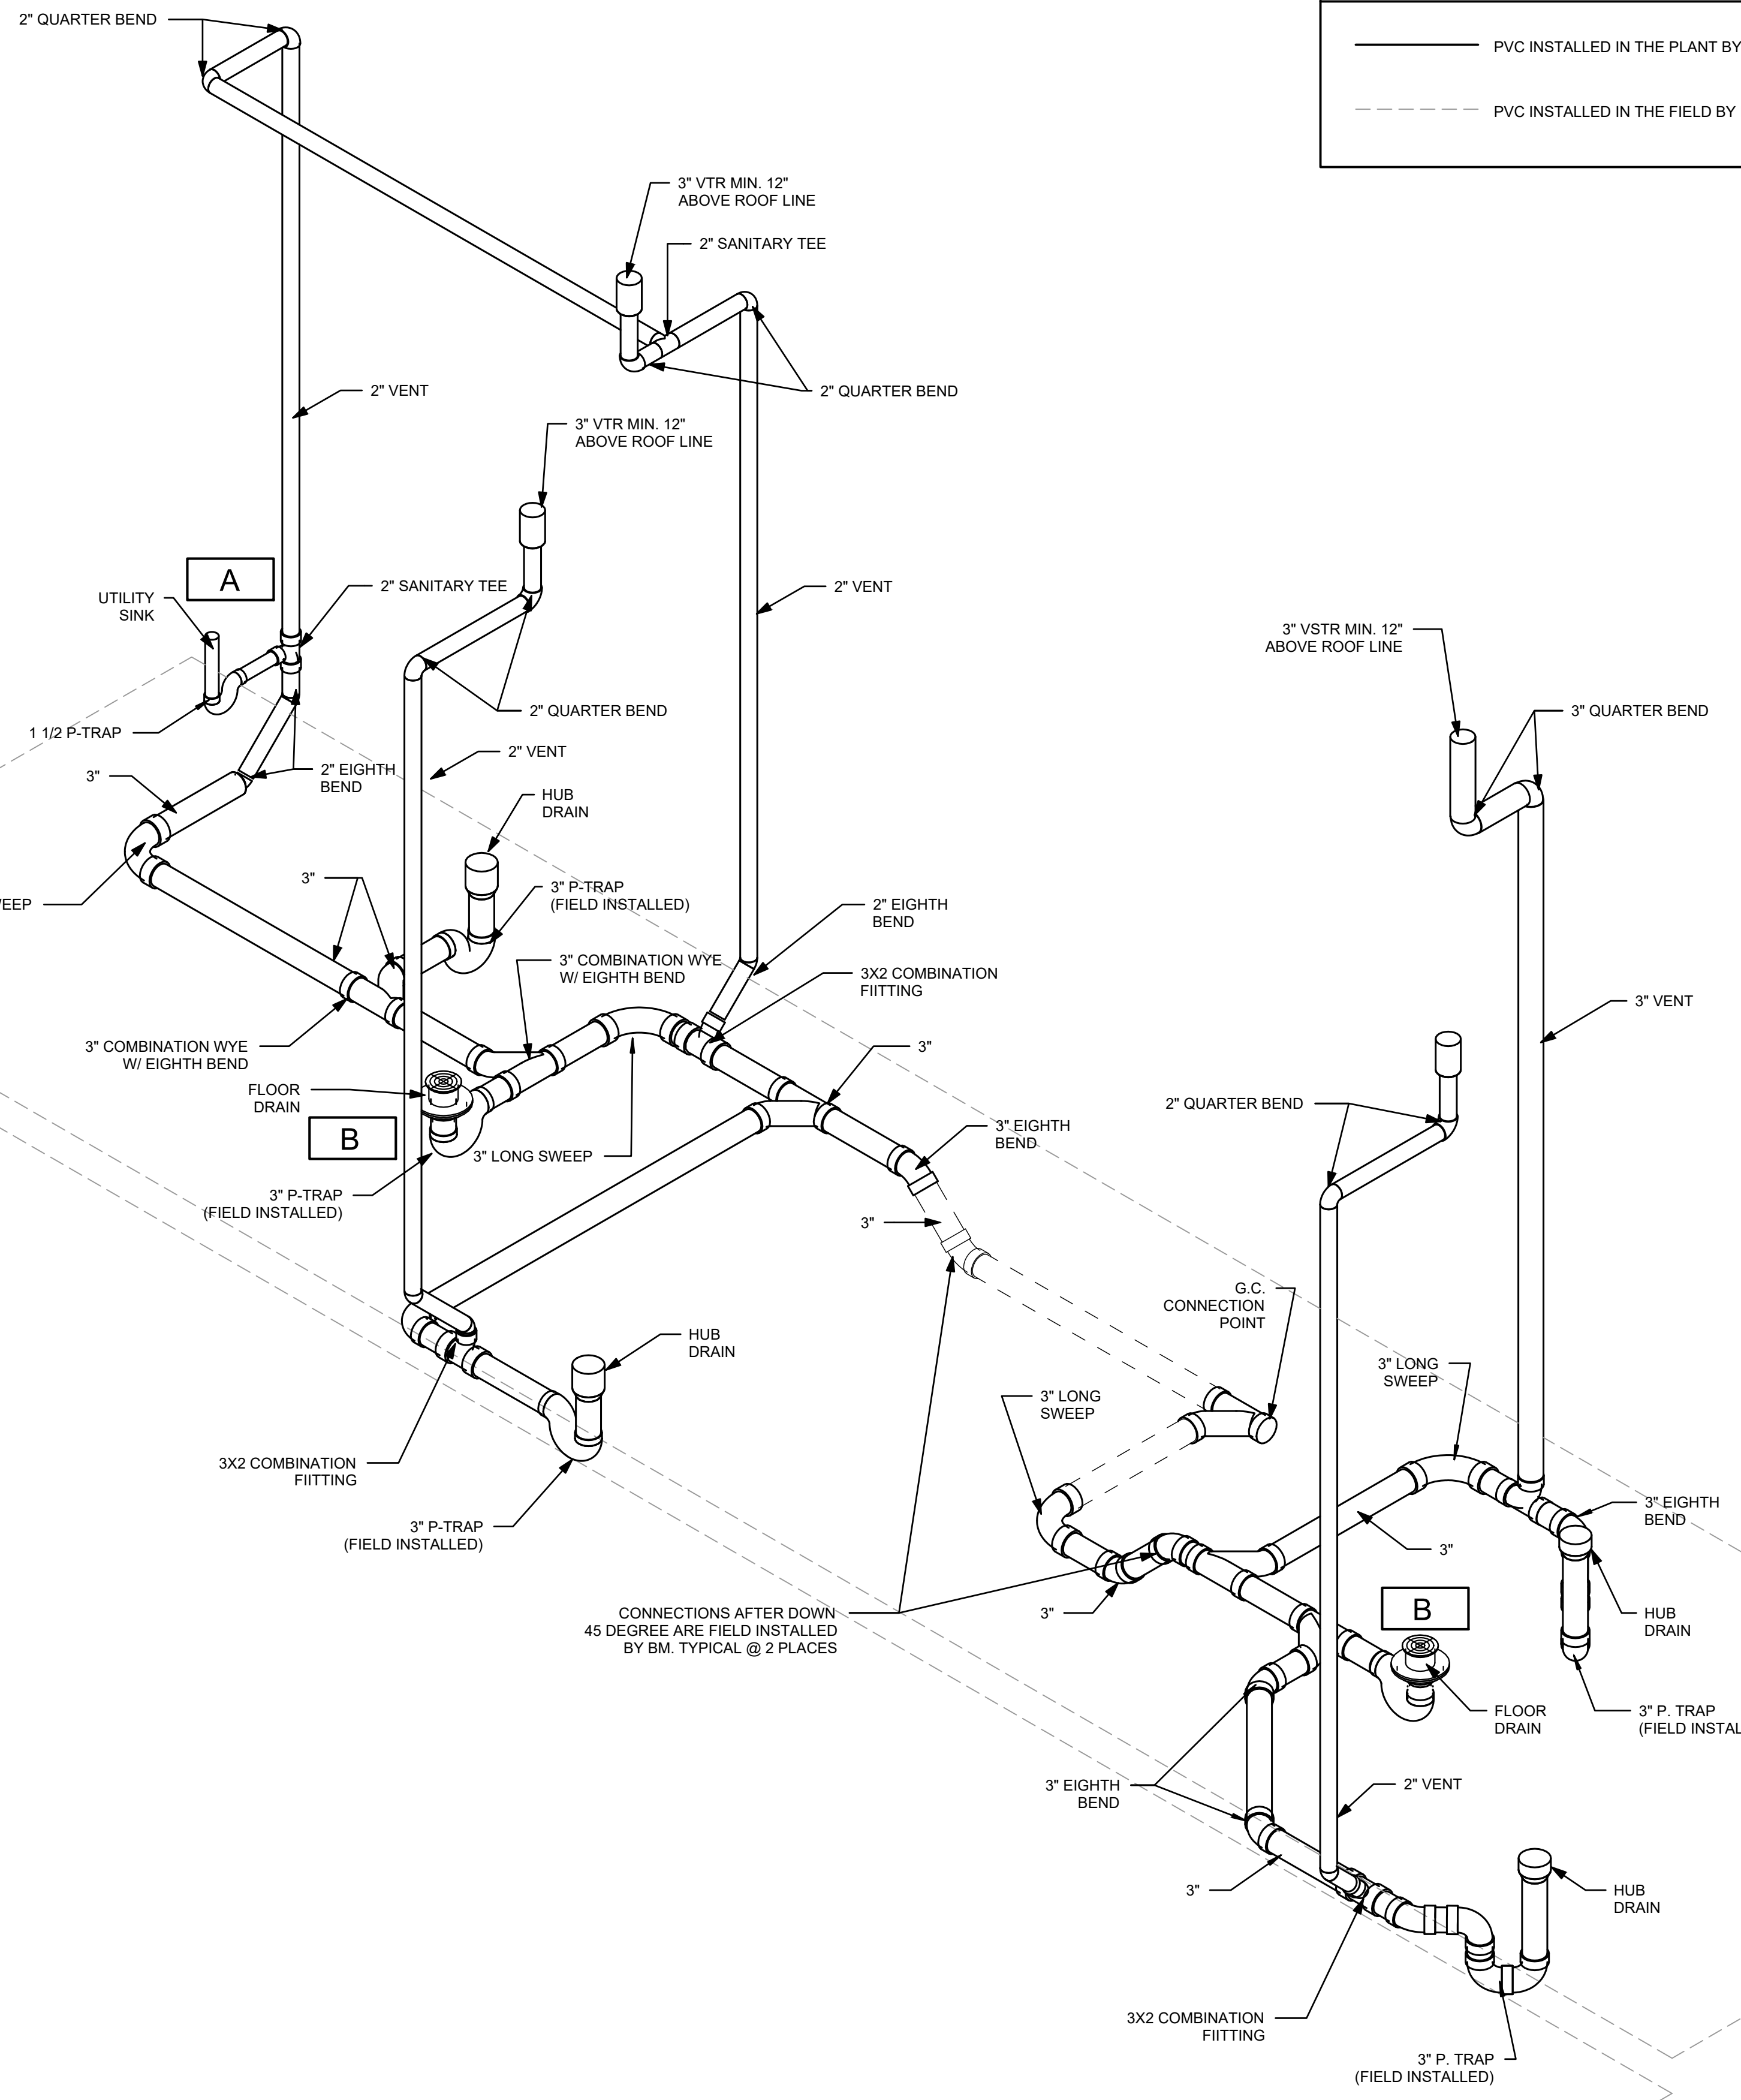 2" QUARTER BEND
PVC INSTALLED IN THE PLANT BY
PVC INSTALLED IN THE FIELD BY
3" VTR MIN. 12"
ABOVE ROOF LINE
2" SANITARY TEE
2" VENT
2" QUARTER BEND
3" VTR MIN. 12"
ABOVE ROOF LINE
A
2" SANITARY TEE
UTILITY
SINK
2" VENT
3" VSTR MIN. 12"
ABOVE ROOF LINE
2" QUARTER BEND
3" QUARTER BEND
1 1/2 P-TRAP
2" VENT
3"
2" EIGHTH
BEND
HUB
DRAIN
3"
3" P-TRAP
(FIELD INSTALLED)
EEP
2" EIGHTH
BEND
3" COMBINATION WYE
W/ EIGHTH BEND
3X2 COMBINATION
FIITTING
3" VENT
3" COMBINATION WYE
W/ EIGHTH BEND
3"
FLOOR
DRAIN
2" QUARTER BEND
B
3" EIGHTH
BEND
3" LONG SWEEP
3" P-TRAP
(FIELD INSTALLED)
3"
G.C.
CONNECTION
POINT
HUB
DRAIN
3" LONG
SWEEP
3" LONG
SWEEP
3X2 COMBINATION
FIITTING
3" EIGHTH
BEND
3" P-TRAP
(FIELD INSTALLED)
3"
CONNECTIONS AFTER DOWN
45 DEGREE ARE FIELD INSTALLED
BY BM. TYPICAL @ 2 PLACES
3"
B
HUB
DRAIN
FLOOR
DRAIN
3" P. TRAP
(FIELD INSTAL
3" EIGHTH
BEND
2" VENT
3"
HUB
DRAIN
3X2 COMBINATION
FIITTING
3" P. TRAP
(FIELD INSTALLED)